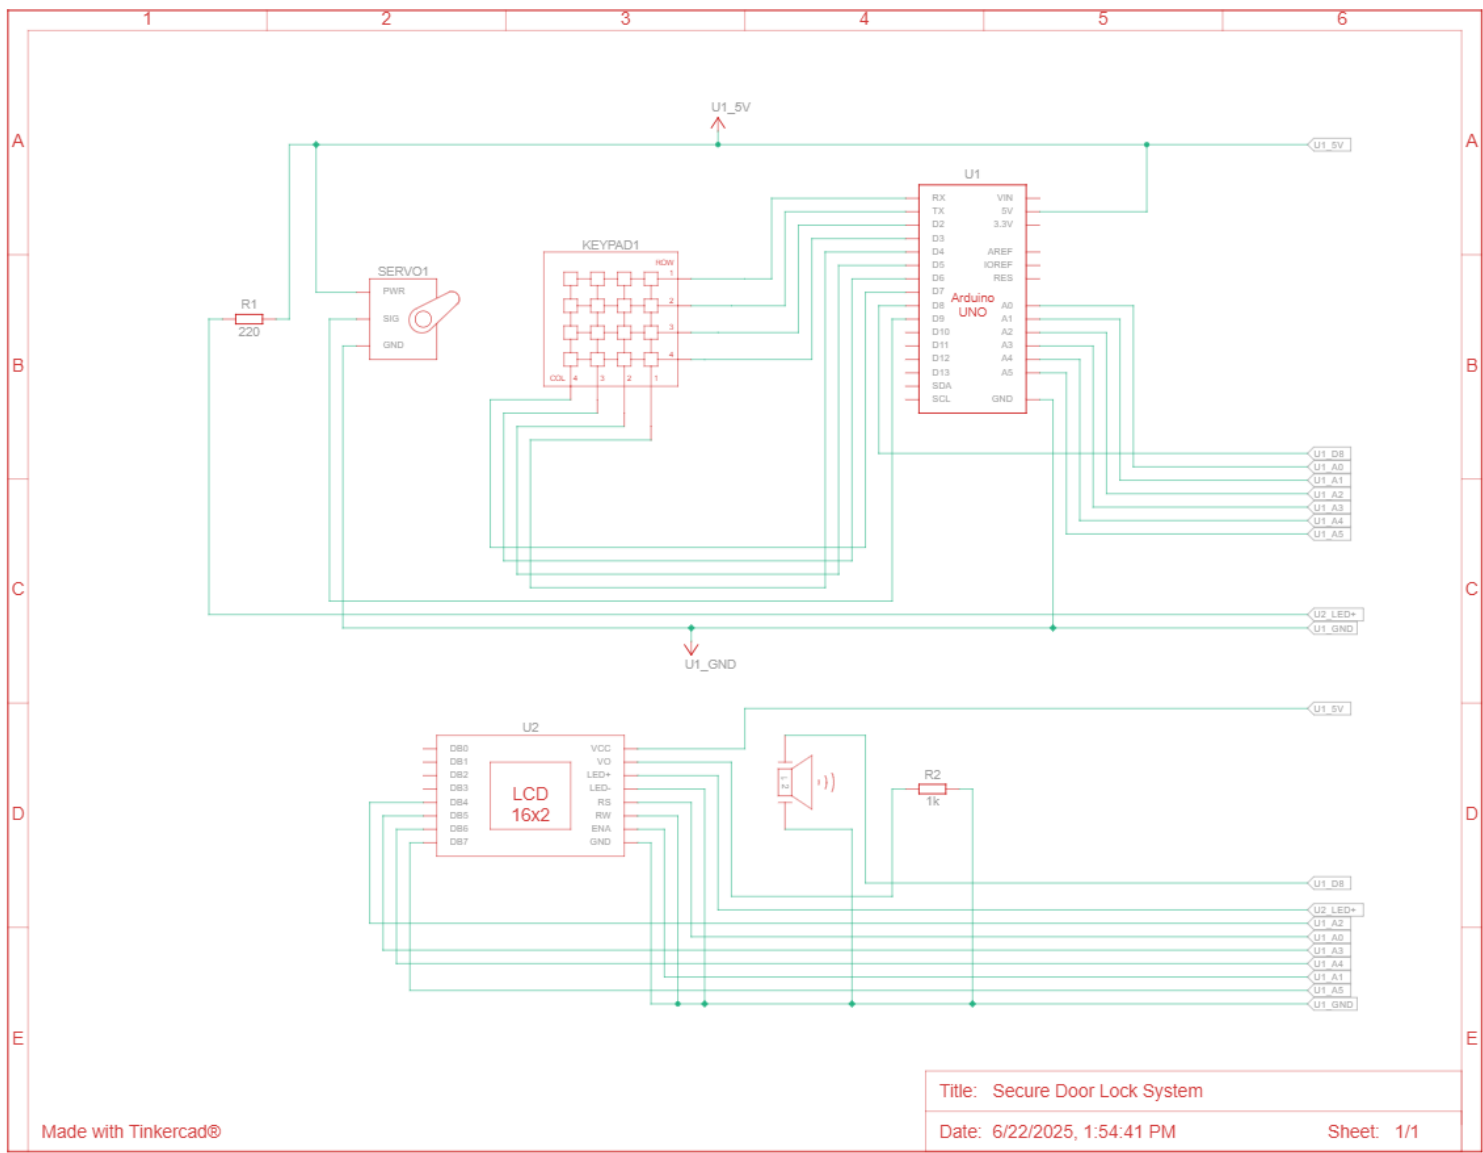 1 2 3 4 5 6
U1_5V
A A
U1_5V
U1
RX VIN
TX 5V
D2 3.3V
D3
D4 AREF
D5 IOREF
D6 RES
D7
Arduino
UNO
D8 A0
D9 A1
D10 A2
D11 A3
D12 A4
D13 A5
SDA
SCL GND
KEYPAD1
ROW
1
2
3
4
COL 4 3 2 1
SERVO1
PWR
SIG
GND
R1
220
B B
U1_D8
U1_A0
U1_A1
U1_A2
U1_A3
U1_A4
U1_A5
C C
U2_LED+
U1_GND
U1_GND
U1_5V
U2
DB0 VCC
DB1 VO
DB2 LED+
DB3 LED-
DB4 RS
DB5 RW
DB6 ENA
DB7 GND
LCD
16x2
1 2
R2
1k
D D
U1_D8
U2_LED+
U1_A2
U1_A0
U1_A3
U1_A4
U1_A1
U1_A5
U1_GND
E E
Title: Secure Door Lock System
Made with Tinkercad®
Date: 6/22/2025, 1:54:41 PM Sheet: 1/1